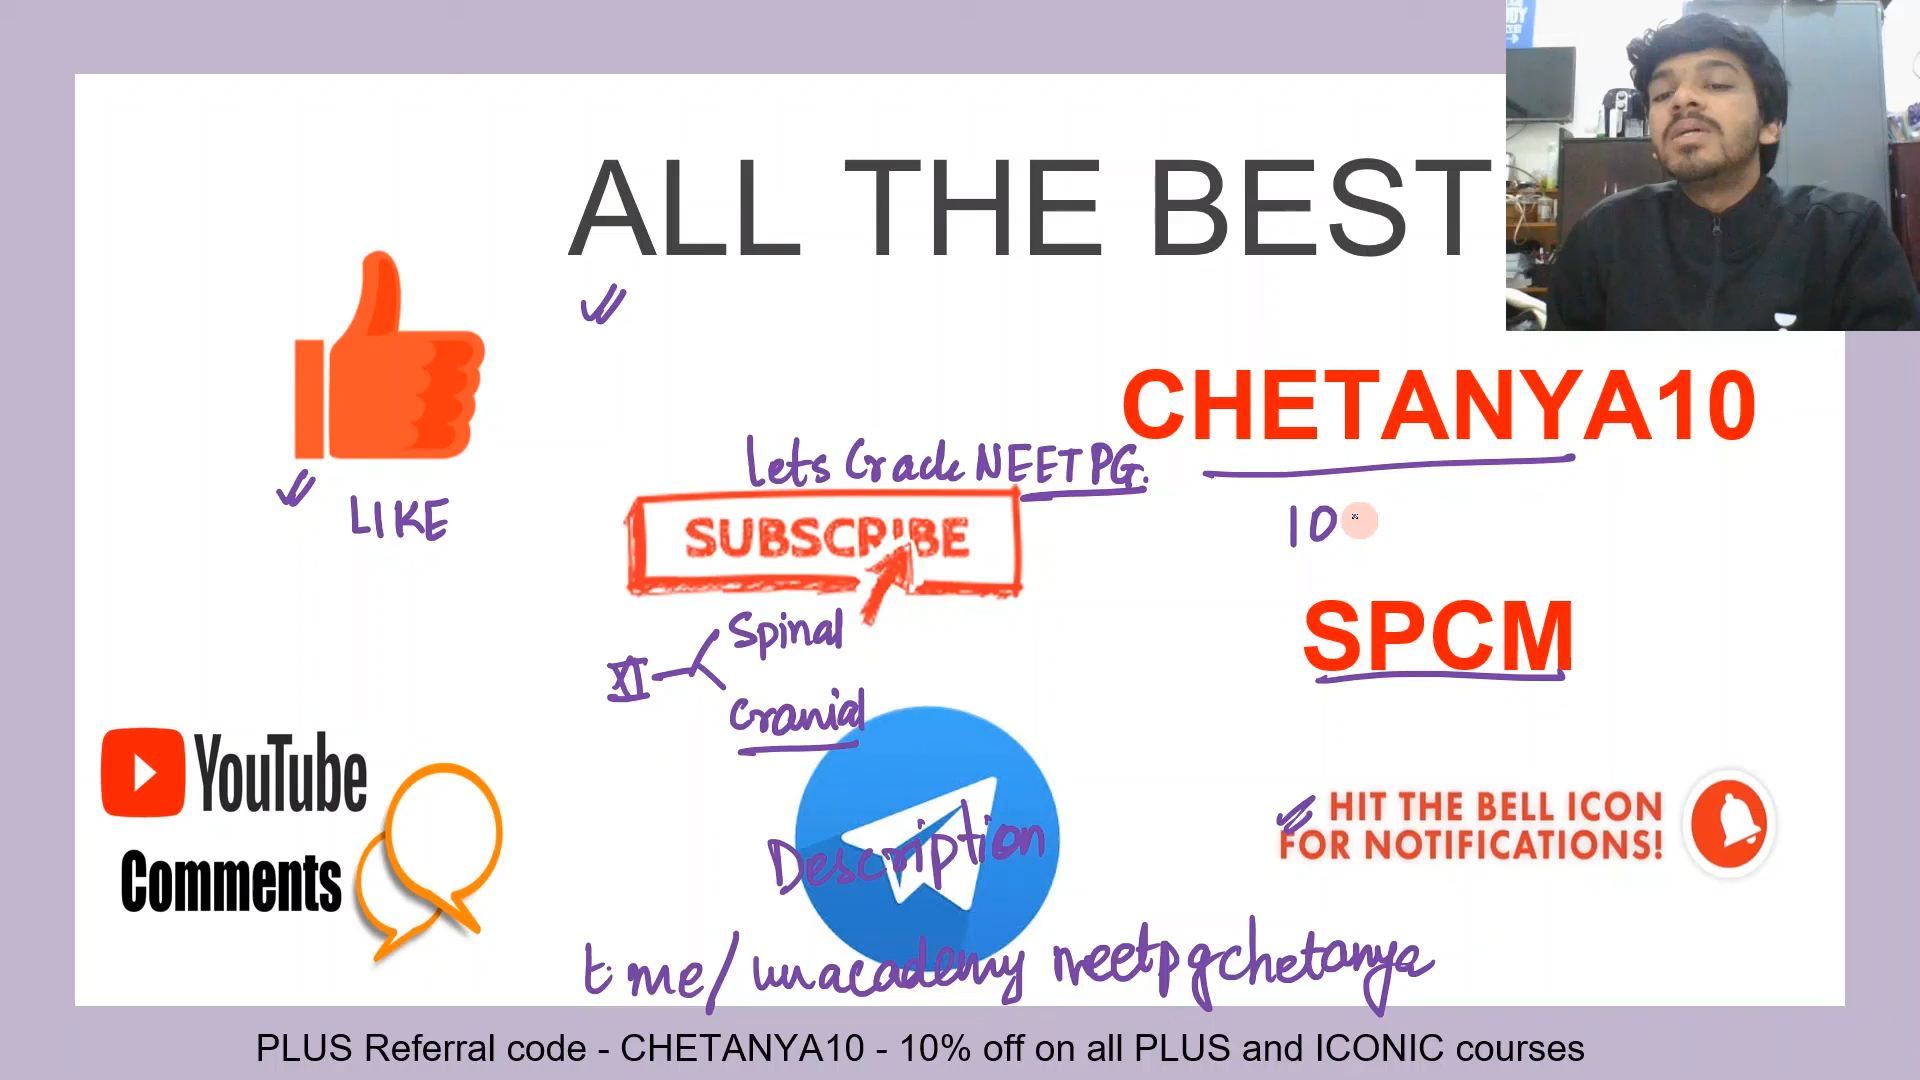 ALL THE BEST
CHETANYA10
Lets Crack NEET PG.
LIKE
SUBSCRIBE
10
Spinal
XI
Cranial
SPCM
YouTube
Comments
HIT THE BELL ICON
FOR NOTIFICATIONS!
Description
t.me/unacademy neetpgchetanya
PLUS Referral code - CHETANYA10 - 10% off on all PLUS and ICONIC courses